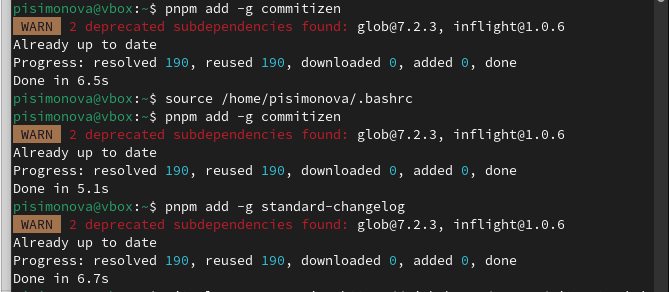 pisimonova@vbox:~$ pnpm add -g commitizen
WARN 2 deprecated subdependencies found: glob@7.2.3, inflight@1.0.6
Already up to date
Progress: resolved 190, reused 190, downloaded 0, added 0, done
Done in 6.5s
pisimonova@vbox:~$ source /home/pisimonova/.bashrc
pisimonova@vbox:~$ pnpm add -g commitizen
WARN 2 deprecated subdependencies found: glob@7.2.3, inflight@1.0.6
Already up to date
Progress: resolved 190, reused 190, downloaded 0, added 0, done
Done in 5.1s
pisimonova@vbox:~$ pnpm add -g standard-changelog
WARN 2 deprecated subdependencies found: glob@7.2.3, inflight@1.0.6
Already up to date
Progress: resolved 190, reused 190, downloaded 0, added 0, done
Done in 6.7s